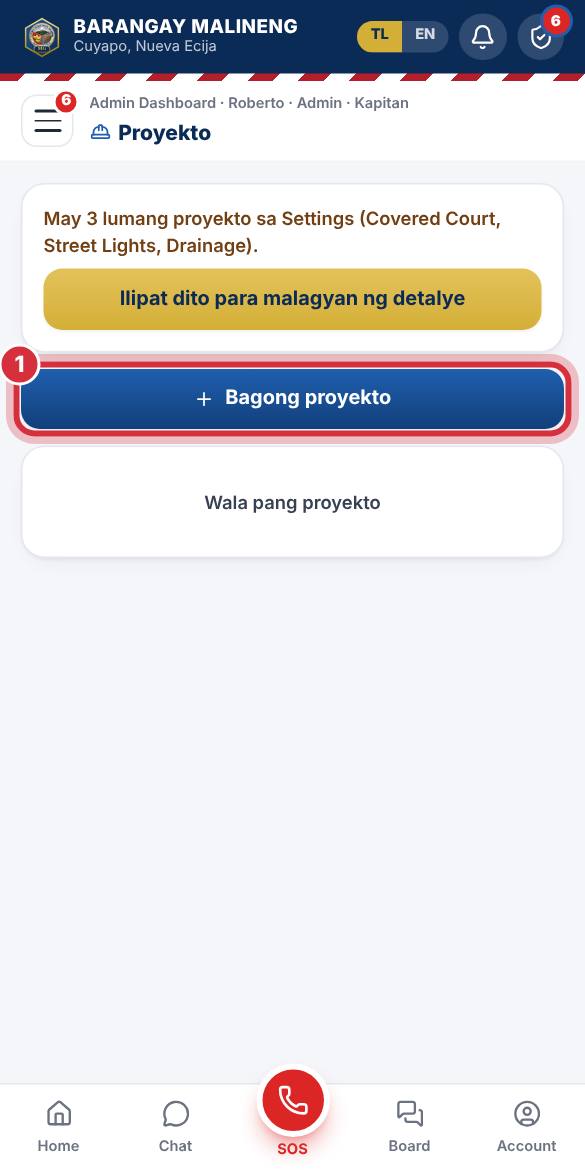 BARANGAY MALINENG
Cuyapo, Nueva Ecija
TL EN
6
6
Admin Dashboard · Roberto · Admin · Kapitan
Proyekto
May 3 lumang proyekto sa Settings (Covered Court,
Street Lights, Drainage).
Ilipat dito para malagyan ng detalye
1
+ Bagong proyekto
Wala pang proyekto
Home
Chat
SOS
Board
Account